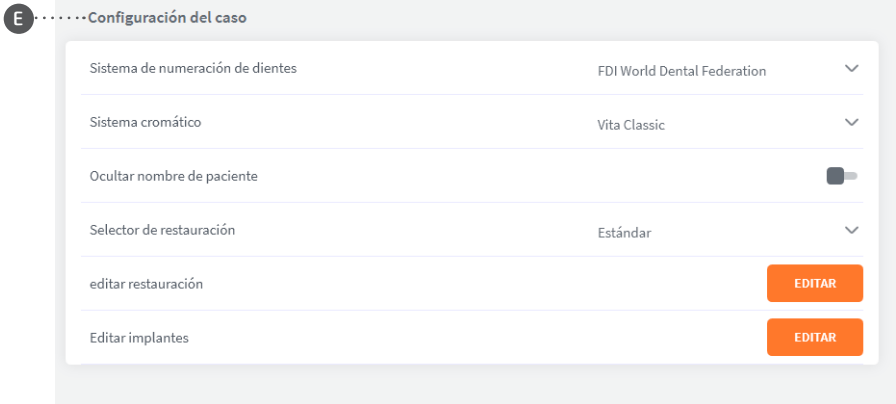 E
Configuración del caso
Sistema de numeración de dientes
FDI World Dental Federation
Sistema cromático
Vita Classic
Ocultar nombre de paciente
Selector de restauración
Estándar
editar restauración
EDITAR
Editar implantes
EDITAR